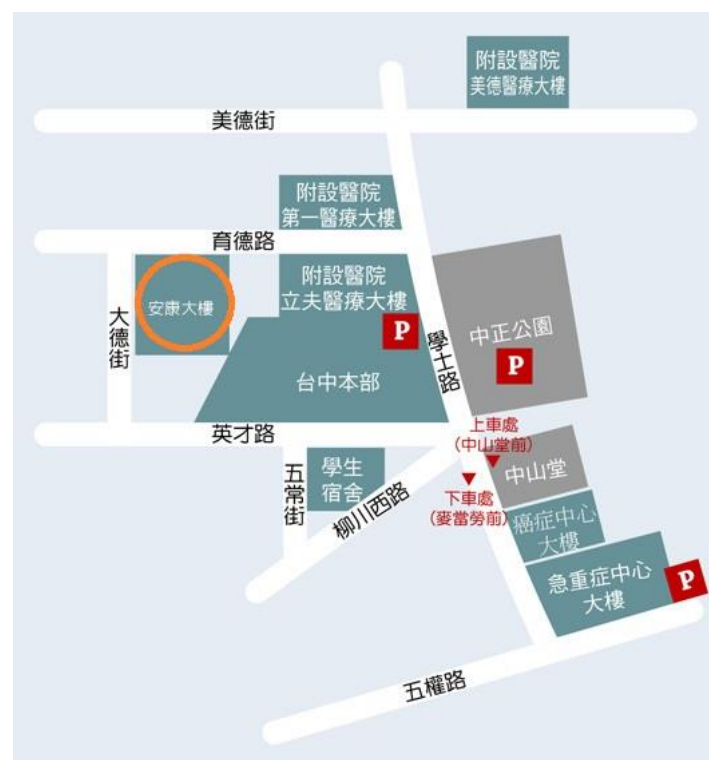 附設醫院
美德醫療大樓
美德街
附設醫院
第一醫療大樓
育德路
附設醫院
立夫醫療大樓
安康大樓
大德街
P
學士路
中正公園
P
台中本部
英才路
上車處
(中山堂前)
中山堂
學生
宿舍
五常街
柳川西路
下車處
(麥當勞前)
癌症中心
大樓
急重症中心
大樓
P
五權路